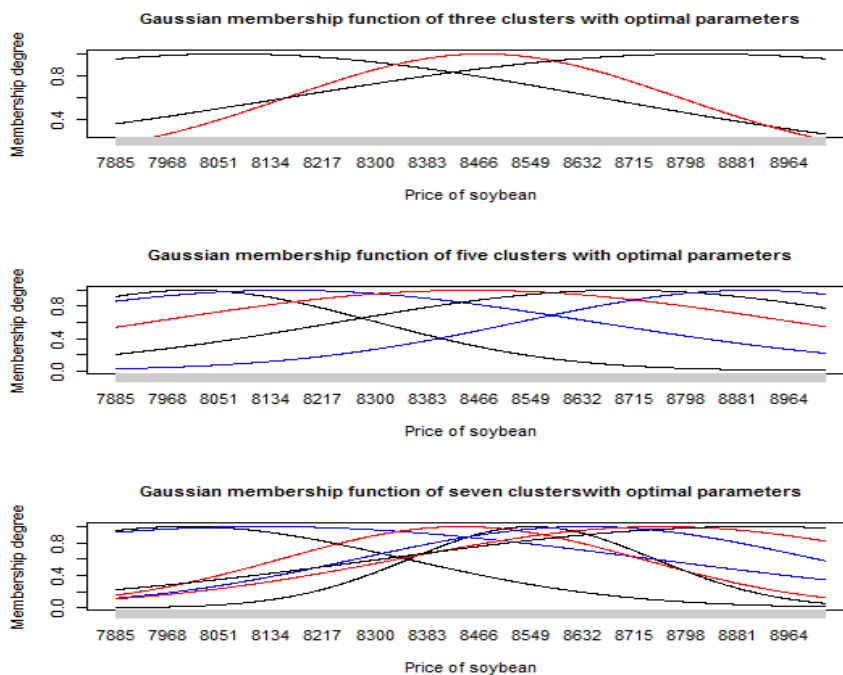 Gaussian membership function of three clusters with optimal parameters
Membership degree
0.8
0.4
7885 7968 8051 8134 8217 8300 8383 8466 8549 8632 8715 8798 8881 8964
Price of soybean
Gaussian membership function of five clusters with optimal parameters
Membership degree
0.8
0.4
0.0
7885 7968 8051 8134 8217 8300 8383 8466 8549 8632 8715 8798 8881 8964
Price of soybean
Gaussian membership function of seven clusterswith optimal parameters
Membership degree
0.8
0.4
0.0
7885 7968 8051 8134 8217 8300 8383 8466 8549 8632 8715 8798 8881 8964
Price of soybean